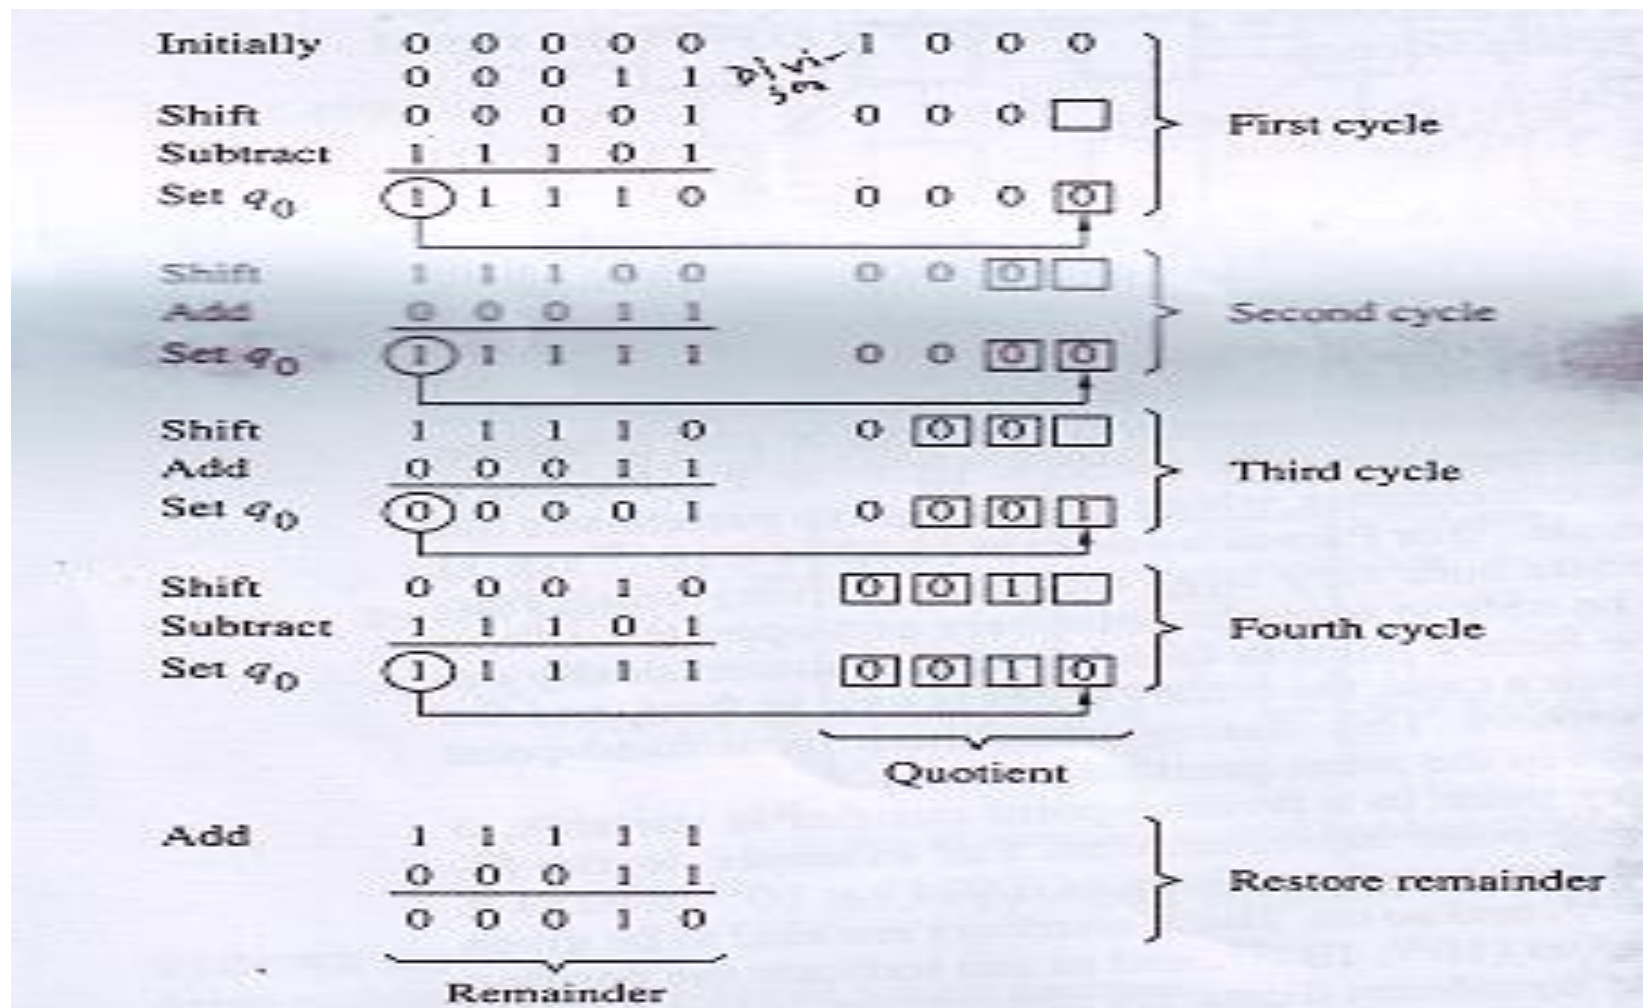 Initially 0 0 0 0 0 1 0 0 0
0 0 0 1 1 Divi-
sor
Shift 0 0 0 0 1 0 0 0
First cycle
Subtract 1 1 1 0 1
Set q0 1 1 1 1 0 0 0 0 0
Shift 1 1 1 0 0 0 0 0
Add 0 0 0 1 1
Second cycle
Set q0 1 1 1 1 1 0 0 0 0
Shift 1 1 1 1 0 0 0 0
Add 0 0 0 1 1
Third cycle
Set q0 0 0 0 0 1 0 0 0 1
Shift 0 0 0 1 0 0 0 1
Subtract 1 1 1 0 1
Fourth cycle
Set q0 1 1 1 1 1 0 0 1 0
Quotient
Add 1 1 1 1 1
0 0 0 1 1
Restore remainder
0 0 0 1 0
Remainder